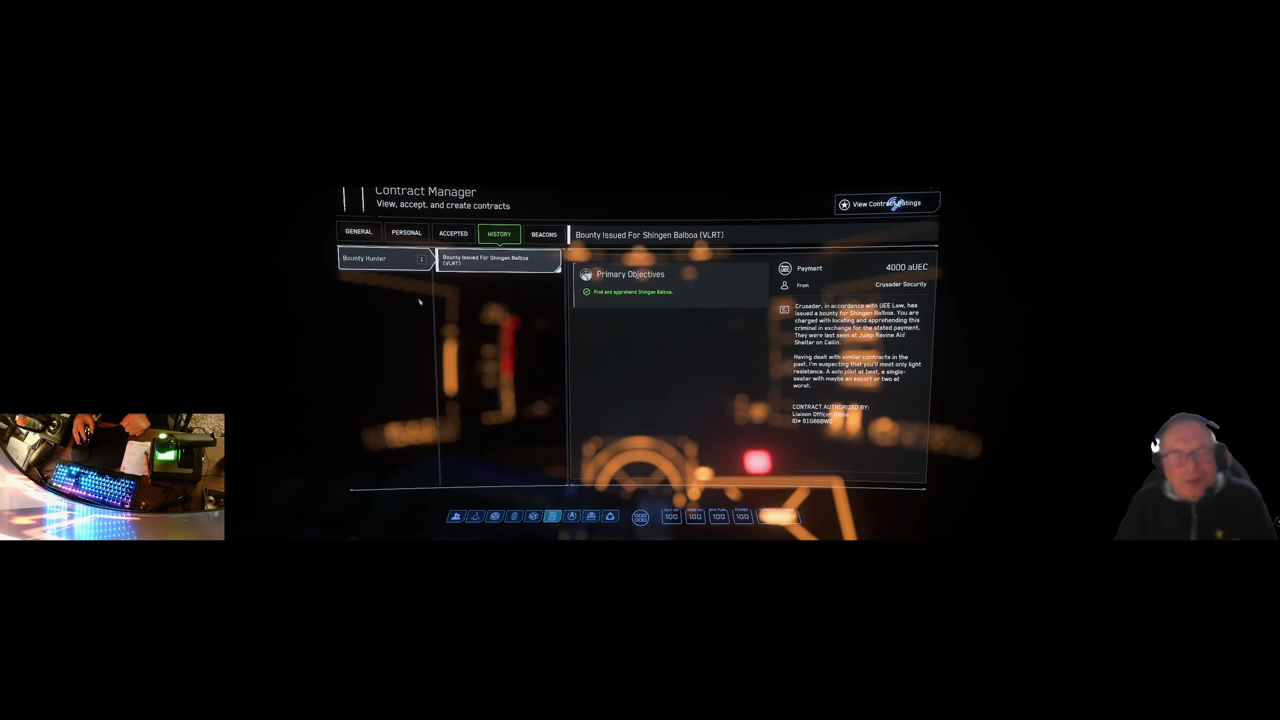 Contract Manager
View, accept, and create contracts
View Contract Ratings
GENERAL
PERSONAL
ACCEPTED
HISTORY
BEACONS
Bounty Issued For Shingen Balboa (VLRT)
Bounty Hunter
1
Bounty Issued For Shingen Balboa
(VLRT)
Primary Objectives
Find and apprehend Shingen Balboa.
Payment
4000 aUEC
From
Crusader Security
Crusader, in accordance with UEE Law, has
issued a bounty for Shingen Balboa. You are
charged with locating and apprehending this
criminal in exchange for the stated payment.
They were last seen at Julep Ravine Aid
Shelter on Cellin.
Having dealt with similar contracts in the
past, I'm suspecting that you'll meet only light
resistance. A solo pilot at best, a single-
seater with maybe an escort or two at
worst.
CONTRACT AUTHORIZED BY:
Liaison Officer
ID#
100
100
100
100